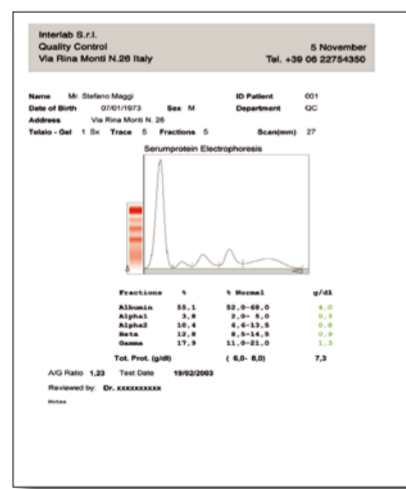 Interlab S.r.l.
Quality Control
5 November
Via Rina Monti N.26 Italy Tel. +39 06 22754350
Name Mr. Stefano Maggi ID Patient 001
Date of Birth 07/01/1973 Sex M Department QC
Address Via Rina Monti N. 26
Telaio - Gel 1 Sx Trace 5 Fractions 5 Scan(mm) 27
Serumprotein Electrophoresis
Fractions % % Normal g/dl
Albumin 55,1 52,0-68,0 4,0
Alpha1 3,8 2,0- 5,0 0,3
Alpha2 10,4 6,6-13,5 0,8
Beta 12,8 8,5-14,5 0,9
Gamma 17,9 11,0-21,0 1,3
Tot. Prot. (g/dl) ( 6,0- 8,0) 7,3
A/G Ratio 1,23 Test Date 19/02/2003
Reviewed by: Dr. xxxxxxxxxx
Notes